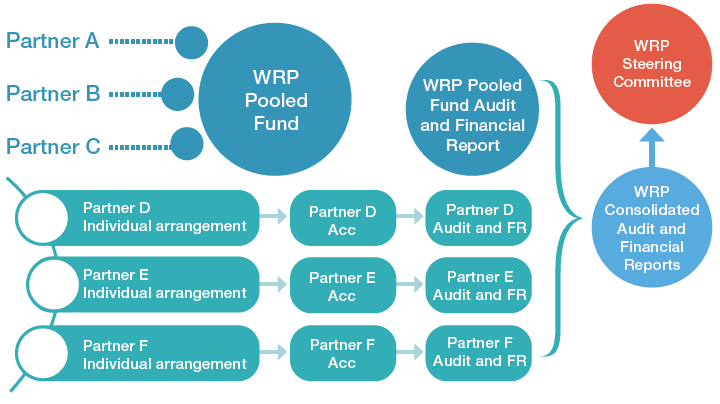 Partner A
Partner B
Partner C
WRP
Pooled
Fund
WRP Pooled
Fund Audit
and Financial
Report
WRP
Steering
Committee
Partner D
Individual arrangement
Partner D
Acc
Partner D
Audit and FR
Partner E
Individual arrangement
Partner E
Acc
Partner E
Audit and FR
Partner F
Individual arrangement
Partner F
Acc
Partner F
Audit and FR
WRP
Consolidated
Audit and
Financial
Reports